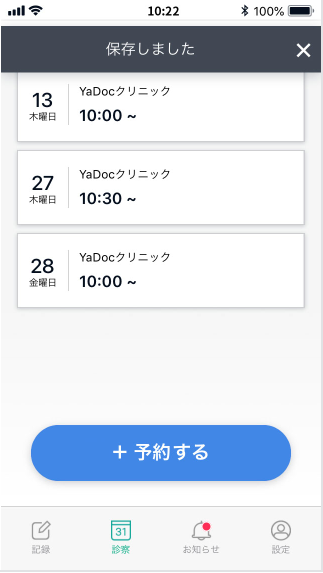 10:22
100%
保存しました
×
13
木曜日
YaDocクリニック
10:00 ~
27
木曜日
YaDocクリニック
10:30 ~
28
金曜日
YaDocクリニック
10:00 ~
+ 予約する
31
記録
診察
お知らせ
設定